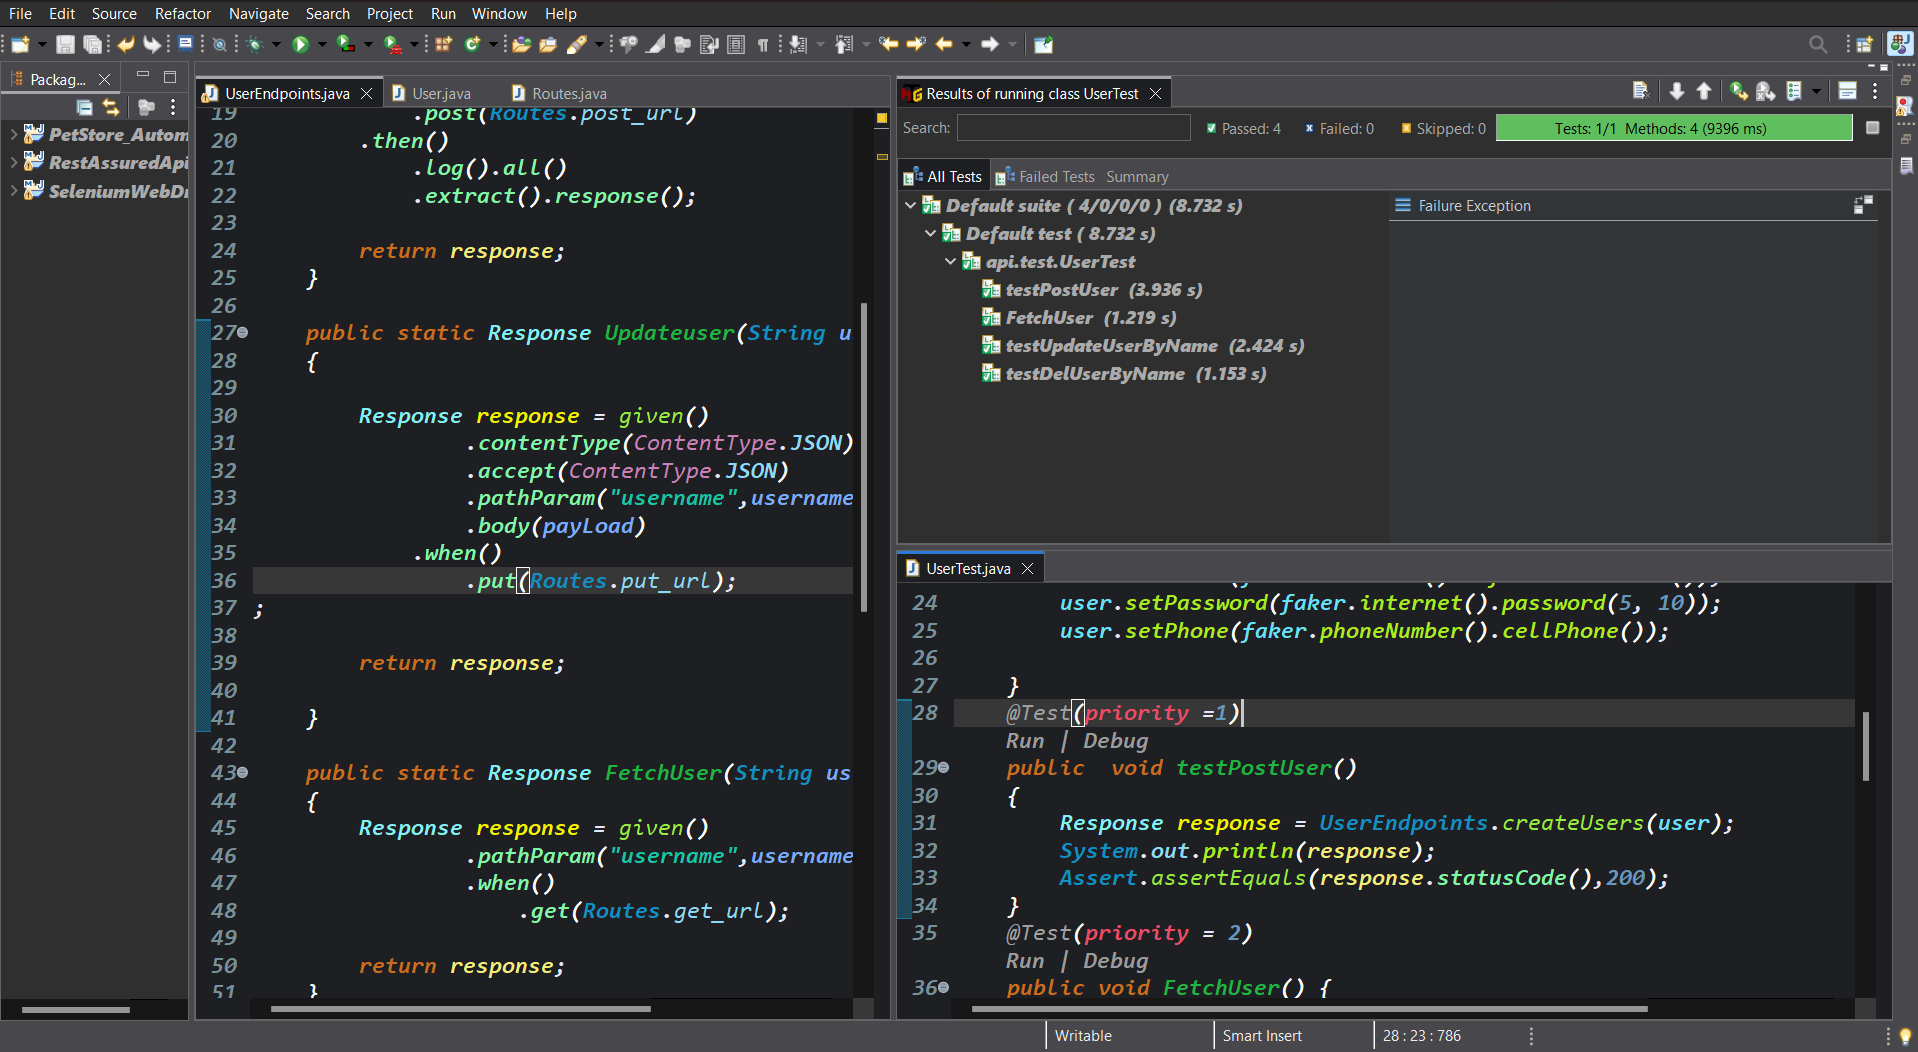 File Edit Source Refactor Navigate Search Project Run Window Help
Packag...
PetStore_Autom
RestAssuredApi
SeleniumWebDr
UserEndpoints.java
User.java
Routes.java
19 .post(Routes.post_url)
20 .then()
21 .log().all()
22 .extract().response();
23
24 return response;
25 }
26
27 public static Response Updateuser(String u
28 {
29
30 Response response = given()
31 .contentType(ContentType.JSON)
32 .accept(ContentType.JSON)
33 .pathParam("username",username
34 .body(payLoad)
35 .when()
36 .put(Routes.put_url);
37 ;
38
39 return response;
40
41 }
42
43 public static Response FetchUser(String us
44 {
45 Response response = given()
46 .pathParam("username",username
47 .when()
48 .get(Routes.get_url);
49
50 return response;
51 }
Results of running class UserTest
Search: Passed: 4 Failed: 0 Skipped: 0 Tests: 1/1 Methods: 4 (9396 ms)
All Tests Failed Tests Summary
Default suite ( 4/0/0/0 ) (8.732 s)
Default test ( 8.732 s)
api.test.UserTest
testPostUser (3.936 s)
FetchUser (1.219 s)
testUpdateUserByName (2.424 s)
testDelUserByName (1.153 s)
Failure Exception
UserTest.java
24 user.setPassword(faker.internet().password(5, 10));
25 user.setPhone(faker.phoneNumber().cellPhone());
26
27 }
28 @Test(priority =1)
Run | Debug
29 public void testPostUser()
30 {
31 Response response = UserEndpoints.createUsers(user);
32 System.out.println(response);
33 Assert.assertEquals(response.statusCode(),200);
34 }
35 @Test(priority = 2)
Run | Debug
36 public void FetchUser() {
Writable Smart Insert 28 : 23 : 786